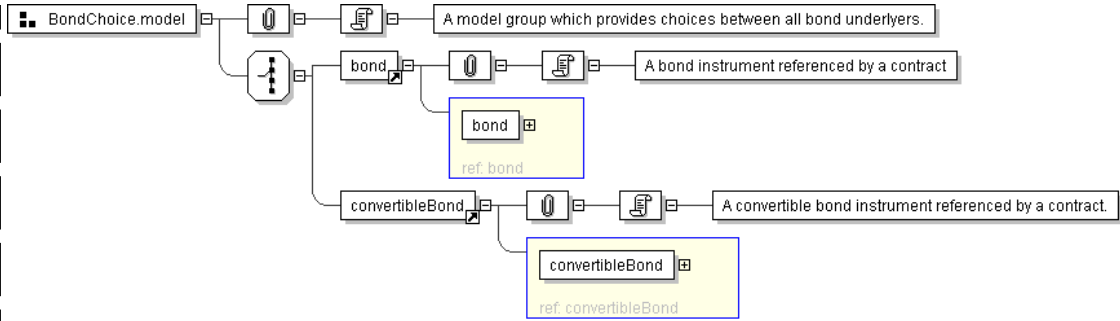 BondChoice.model
A model group which provides choices between all bond underlyers.
bond
A bond instrument referenced by a contract
bond
ref: bond
convertibleBond
A convertible bond instrument referenced by a contract.
convertibleBond
ref: convertibleBond